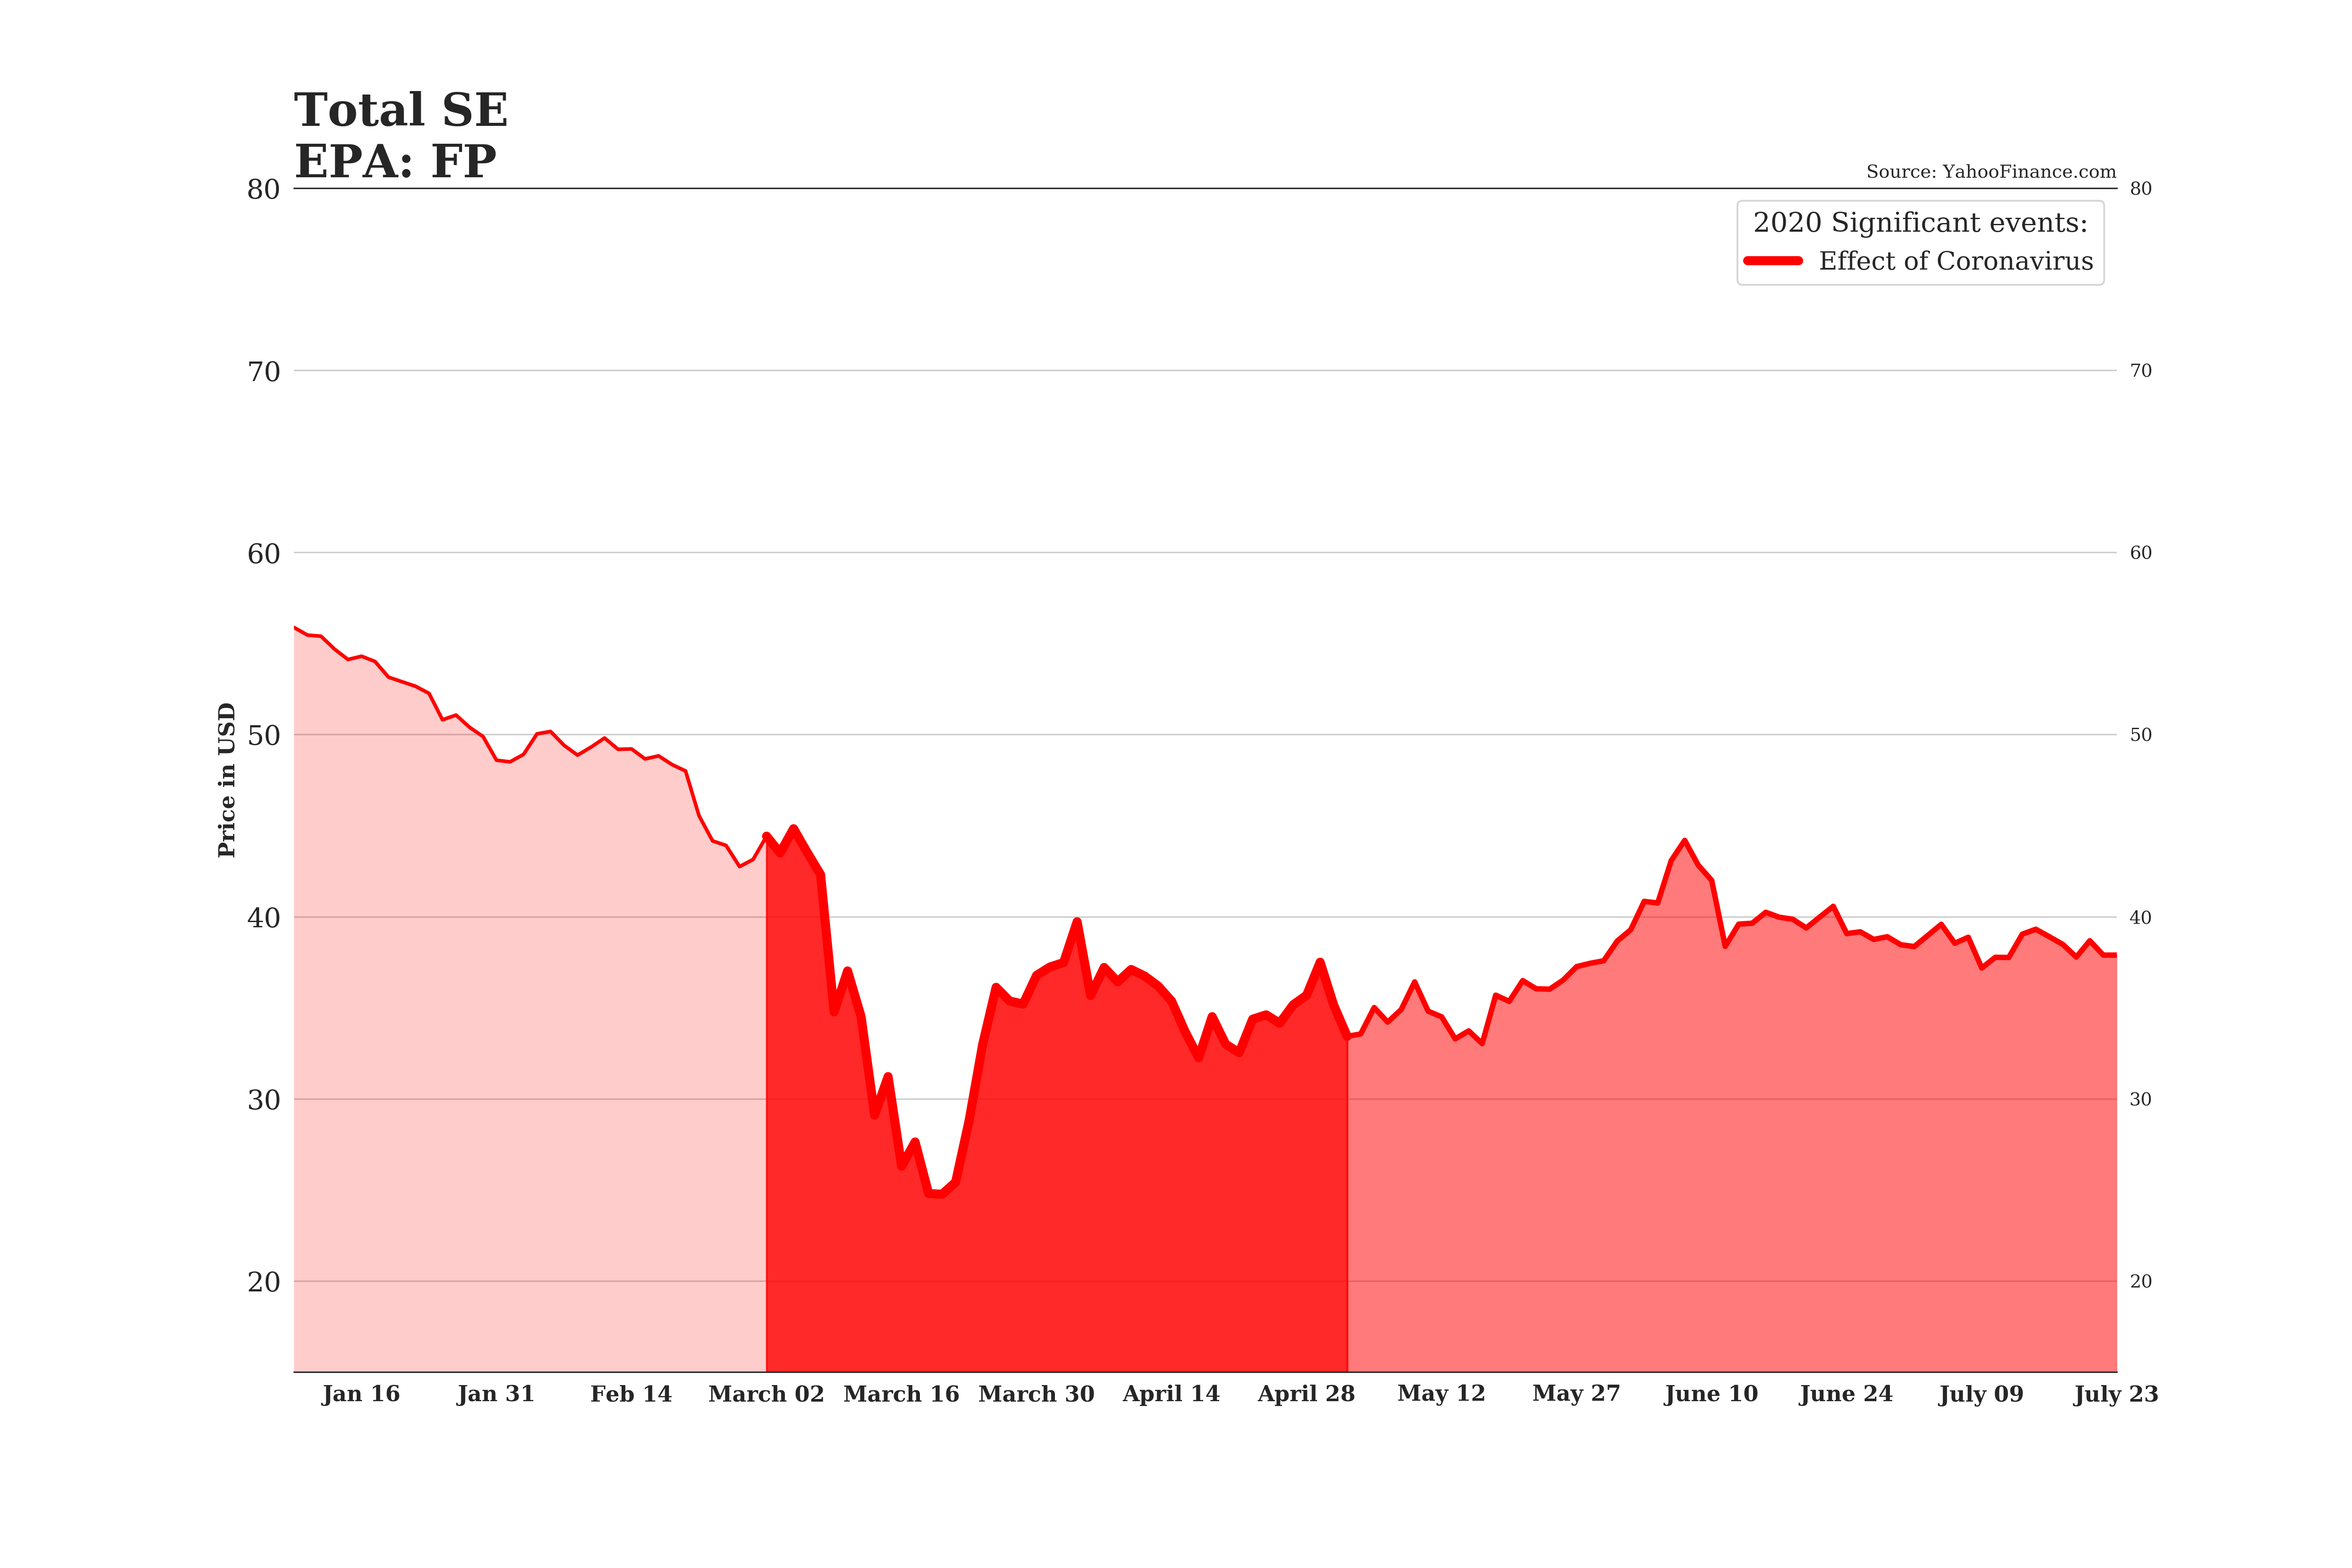 Total SE
EPA: FP
Source: YahooFinance.com
2020 Significant events:
Effect of Coronavirus
Price in USD
80
70
60
50
40
30
20
80
70
60
50
40
30
20
Jan 16 Jan 31 Feb 14 March 02 March 16 March 30 April 14 April 28 May 12 May 27 June 10 June 24 July 09 July 23